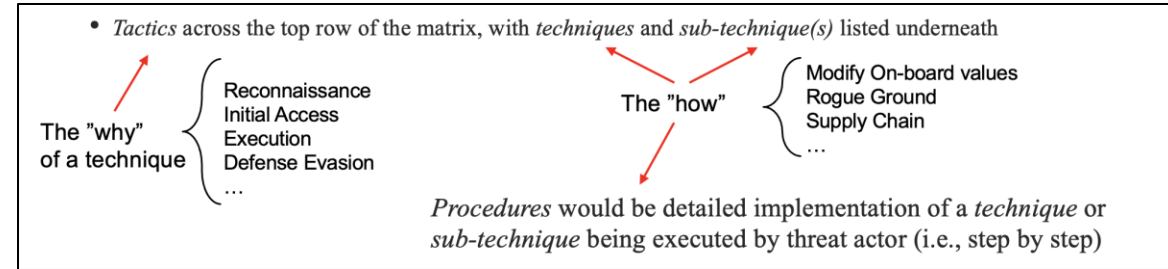 • Tactics across the top row of the matrix, with techniques and sub-technique(s) listed underneath
The ”why”
of a technique
Reconnaissance
Initial Access
Execution
Defense Evasion
...
The ”how”
Modify On-board values
Rogue Ground
Supply Chain
...
Procedures would be detailed implementation of a technique or
sub-technique being executed by threat actor (i.e., step by step)